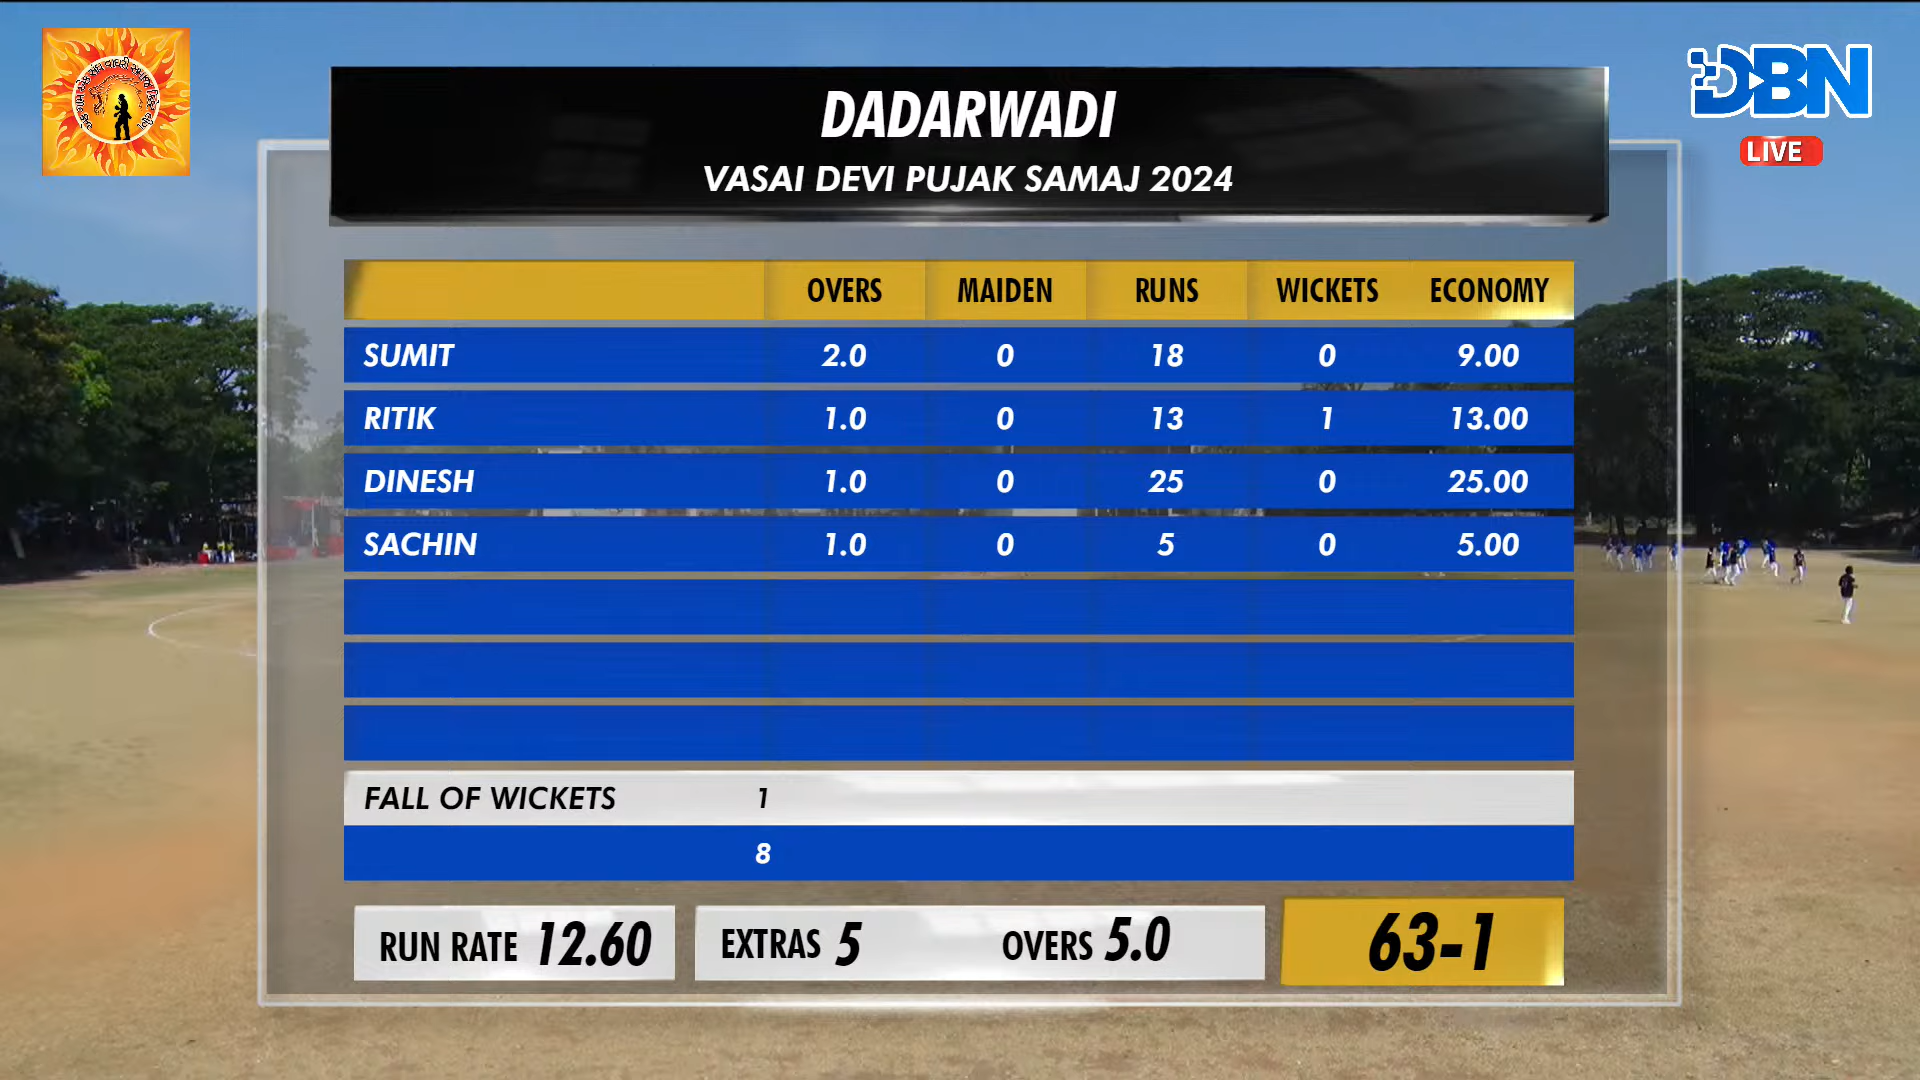 DBN
LIVE
DADARWADI
VASAI DEVI PUJAK SAMAJ 2024
OVERS MAIDEN RUNS WICKETS ECONOMY
SUMIT 2.0 0 18 0 9.00
RITIK 1.0 0 13 1 13.00
DINESH 1.0 0 25 0 25.00
SACHIN 1.0 0 5 0 5.00
FALL OF WICKETS 1
8
RUN RATE 12.60 EXTRAS 5 OVERS 5.0 63-1